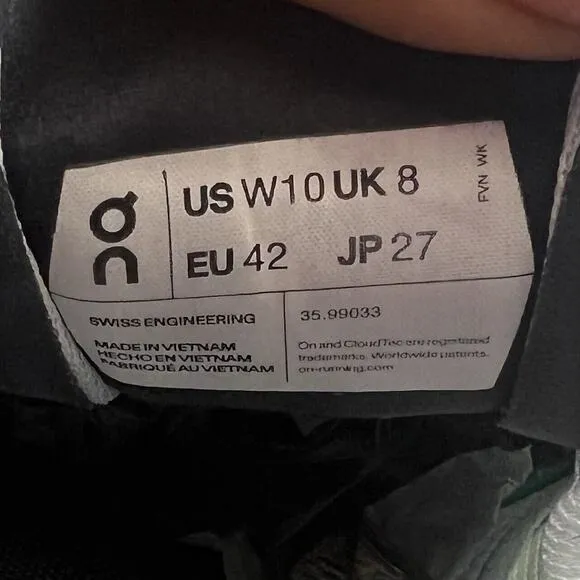 On
US W10 UK 8
EU 42 JP 27
FVN WK
SWISS ENGINEERING
MADE IN VIETNAM
HECHO EN VIETNAM
FABRIQUÉ AU VIETNAM
35.99033
On and CloudTec are registered
trademarks. Worldwide patents.
on-running.com